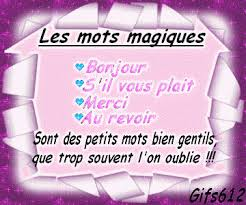 Les mots magiques
Bonjour
S'il vous plait
Merci
Au revoir
Sont des petits mots bien gentils
que trop souvent l'on oublie !!!
Gifs612